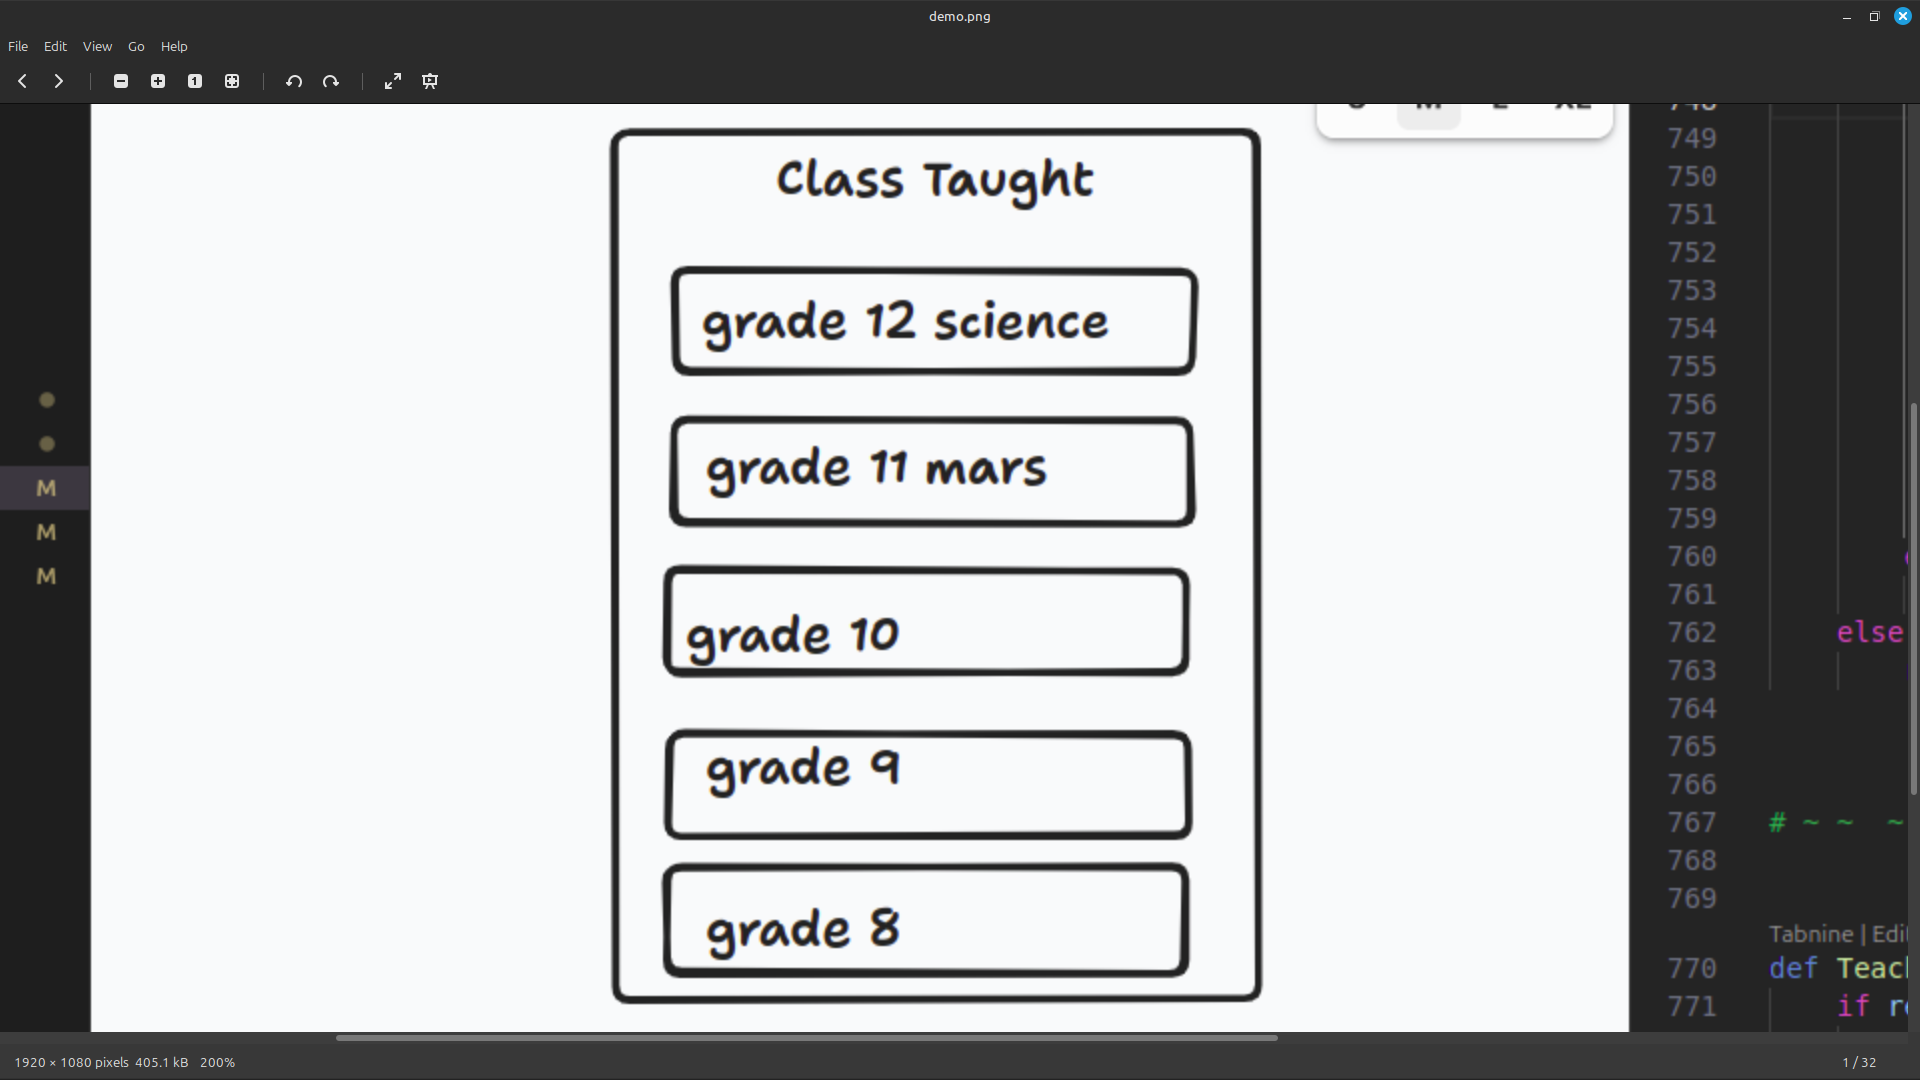 demo.png
File Edit View Go Help
Class Taught
grade 12 science
grade 11 mars
grade 10
grade 9
grade 8
M
M
M
749
750
751
752
753
754
755
756
757
758
759
760
761
762 else
763
764
765
766
767 # ~ ~ ~
768
769
Tabnine | Edi
770 def Teac
771 if re
1920 × 1080 pixels 405.1 kB 200%
1 / 32